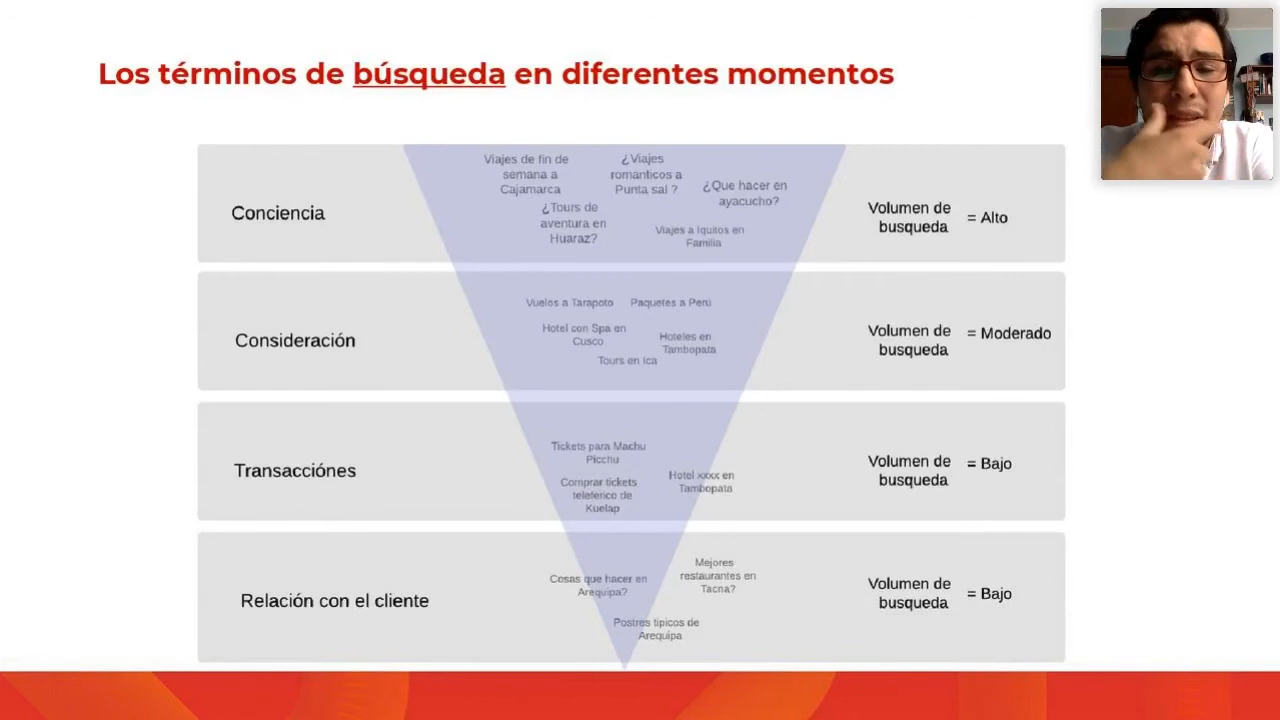 Los términos de búsqueda en diferentes momentos
Conciencia
Viajes de fin de
semana a
Cajamarca
¿Viajes
romanticos a
Punta sal ?
¿Que hacer en
ayacucho?
¿Tours de
aventura en
Huaraz?
Viajes a Iquitos en
Familia
Volumen de
busqueda
= Alto
Consideración
Vuelos a Tarapoto
Paquetes a Perú
Hotel con Spa en
Cusco
Hoteles en
Tambopata
Tours en Ica
Volumen de
busqueda
= Moderado
Transacciónes
Tickets para Machu
Picchu
Hotel xxxx en
Tambopata
Comprar tickets
teleferico de
Kuelap
Volumen de
busqueda
= Bajo
Relación con el cliente
Cosas que hacer en
Arequipa?
Mejores
restaurantes en
Tacna?
Postres tipicos de
Arequipa
Volumen de
busqueda
= Bajo